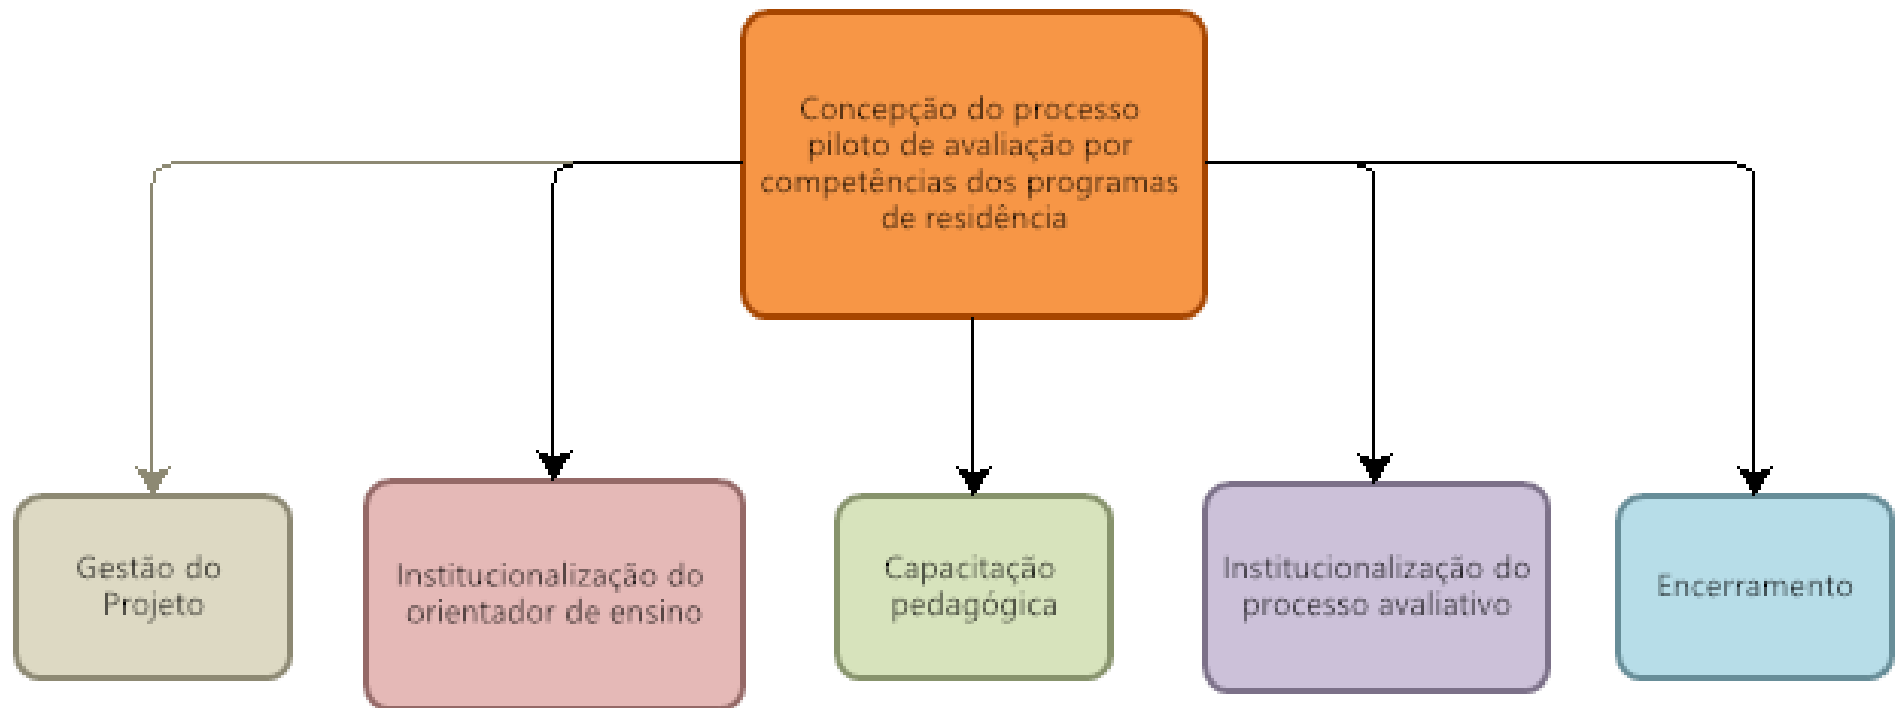 Concepção do processo
piloto de avaliação por
competências dos programas
de residência
Gestão do
Projeto
Institucionalização do
orientador de ensino
Capacitação
pedagógica
Institucionalização do
processo avaliativo
Encerramento